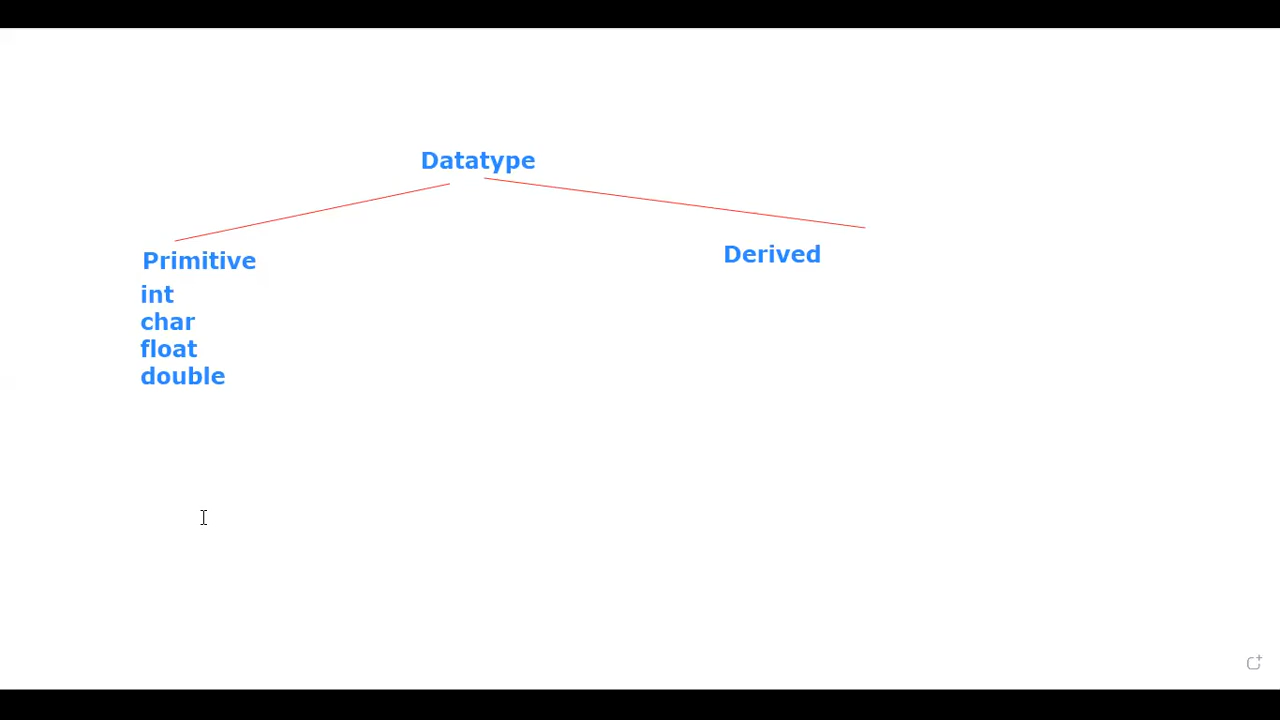 Datatype
Primitive
Derived
int
char
float
double